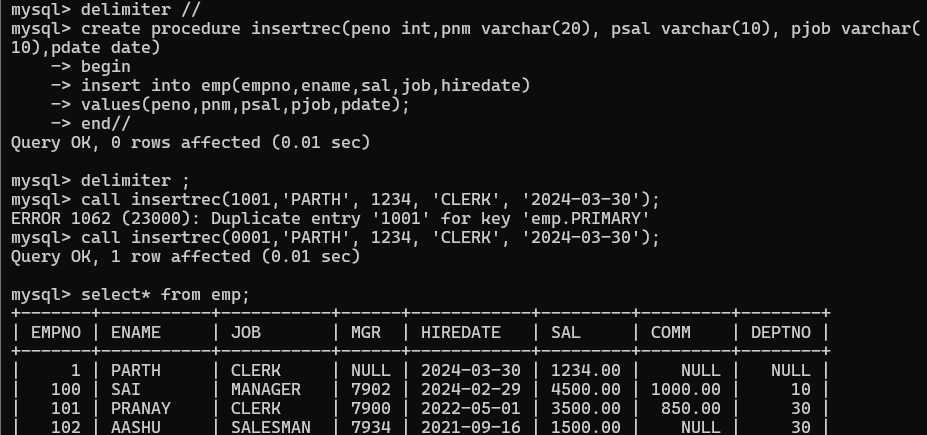 mysql> delimiter //
mysql> create procedure insertrec(peno int,pnm varchar(20), psal varchar(10), pjob varchar(
10),pdate date)
    -> begin
    -> insert into emp(empno,ename,sal,job,hiredate)
    -> values(peno,pnm,psal,pjob,pdate);
    -> end//
Query OK, 0 rows affected (0.01 sec)

mysql> delimiter ;
mysql> call insertrec(1001,'PARTH', 1234, 'CLERK', '2024-03-30');
ERROR 1062 (23000): Duplicate entry '1001' for key 'emp.PRIMARY'
mysql> call insertrec(0001,'PARTH', 1234, 'CLERK', '2024-03-30');
Query OK, 1 row affected (0.01 sec)

mysql> select* from emp;
+-------+-----------+-----------+------+------------+---------+---------+--------+
| EMPNO | ENAME     | JOB       | MGR  | HIREDATE   | SAL     | COMM    | DEPTNO |
+-------+-----------+-----------+------+------------+---------+---------+--------+
|     1 | PARTH     | CLERK     | NULL | 2024-03-30 | 1234.00 |    NULL |   NULL |
|   100 | SAI       | MANAGER   | 7902 | 2024-02-29 | 4500.00 | 1000.00 |     10 |
|   101 | PRANAY    | CLERK     | 7900 | 2022-05-01 | 3500.00 |  850.00 |     30 |
|   102 | AASHU     | SALESMAN  | 7934 | 2021-09-16 | 1500.00 |    NULL |     30 |